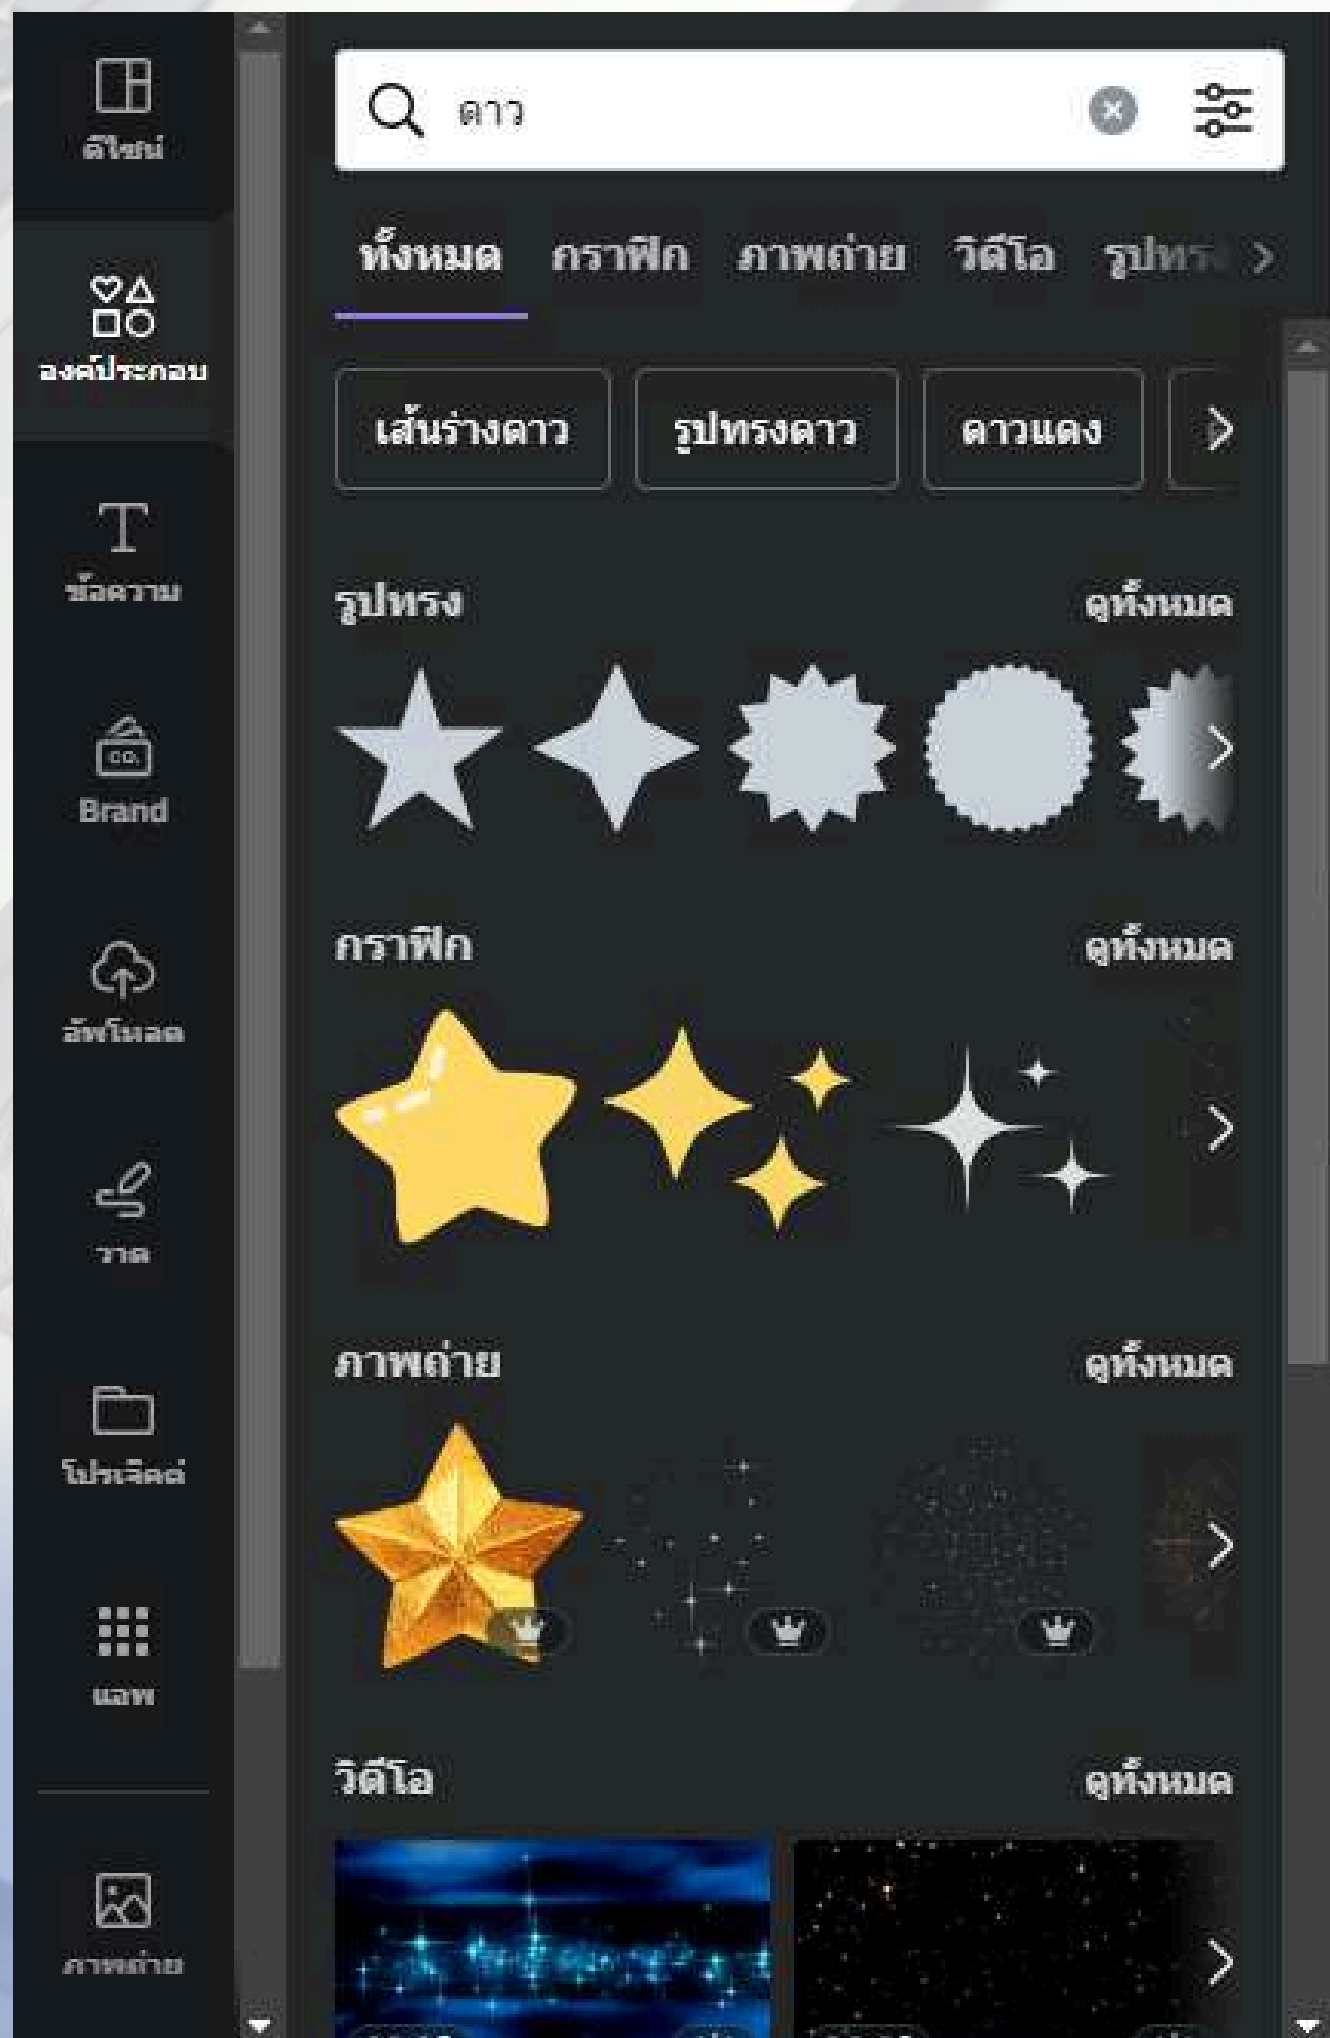 ดีไซน์
องค์ประกอบ
ข้อความ
CO.
Brand
อัพโหลด
วาด
โปรเจ็คต์
แอพ
ภาพถ่าย
ดาว
ทั้งหมด กราฟิก ภาพถ่าย วิดีโอ รูปทร
เส้นร่างดาว รูปทรงดาว ดาวแดง
รูปทรง ดูทั้งหมด
กราฟิก ดูทั้งหมด
ภาพถ่าย ดูทั้งหมด
วิดีโอ ดูทั้งหมด